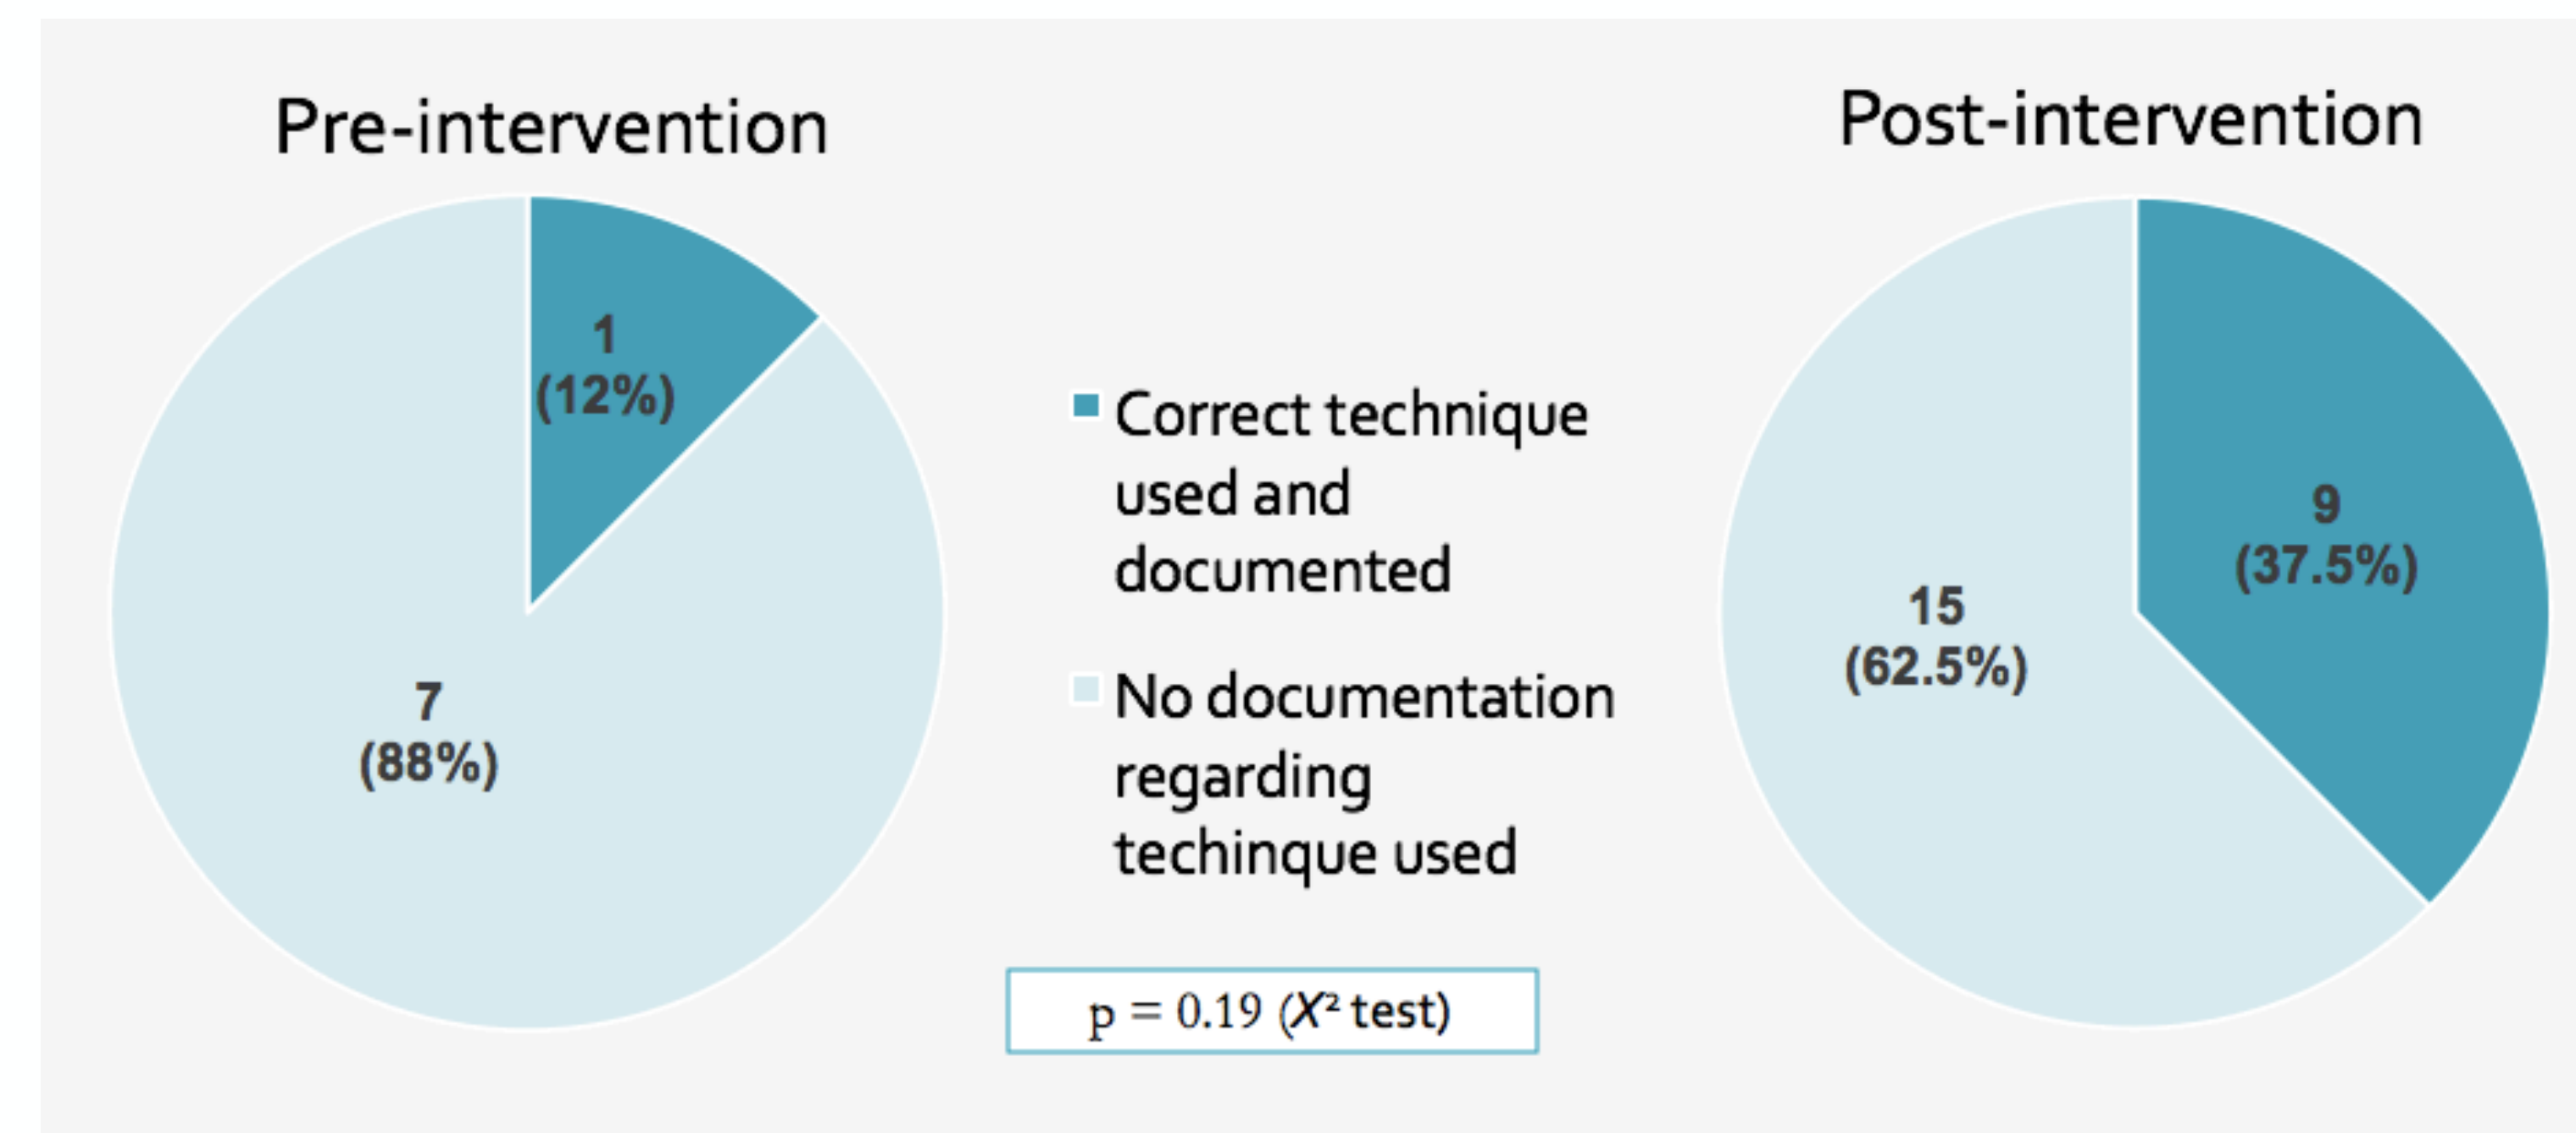 Pre-intervention
1
(12%)
7
(88%)
Correct technique
used and
documented
No documentation
regarding
techinque used
p = 0.19 (X² test)
Post-intervention
9
(37.5%)
15
(62.5%)